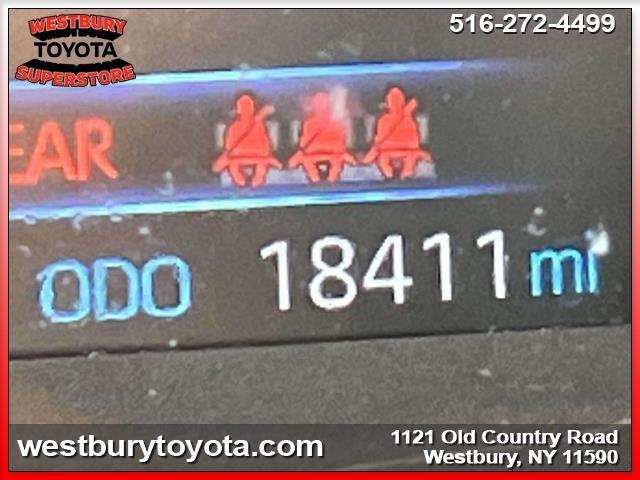 WESTBURY
TOYOTA
SUPERSTORE
516-272-4499
EAR
ODO 18411 mi
westburytoyota.com
1121 Old Country Road
Westbury, NY 11590